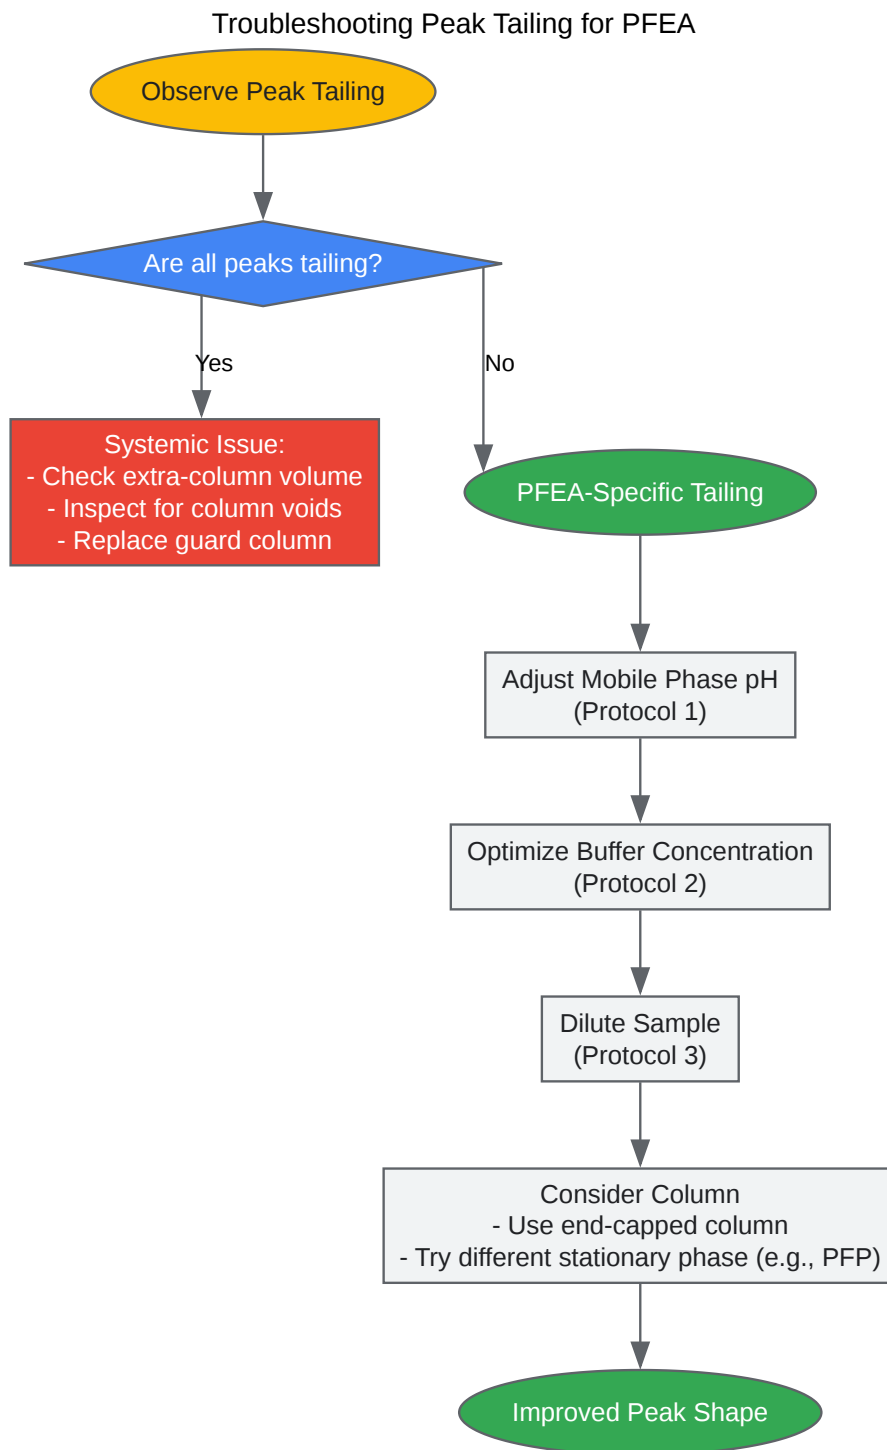 Troubleshooting Peak Tailing for PFEA
Observe Peak Tailing
Are all peaks tailing?
Yes
No
Systemic Issue:
- Check extra-column volume
- Inspect for column voids
- Replace guard column
PFEA-Specific Tailing
Adjust Mobile Phase pH
(Protocol 1)
Optimize Buffer Concentration
(Protocol 2)
Dilute Sample
(Protocol 3)
Consider Column
- Use end-capped column
- Try different stationary phase (e.g., PFP)
Improved Peak Shape